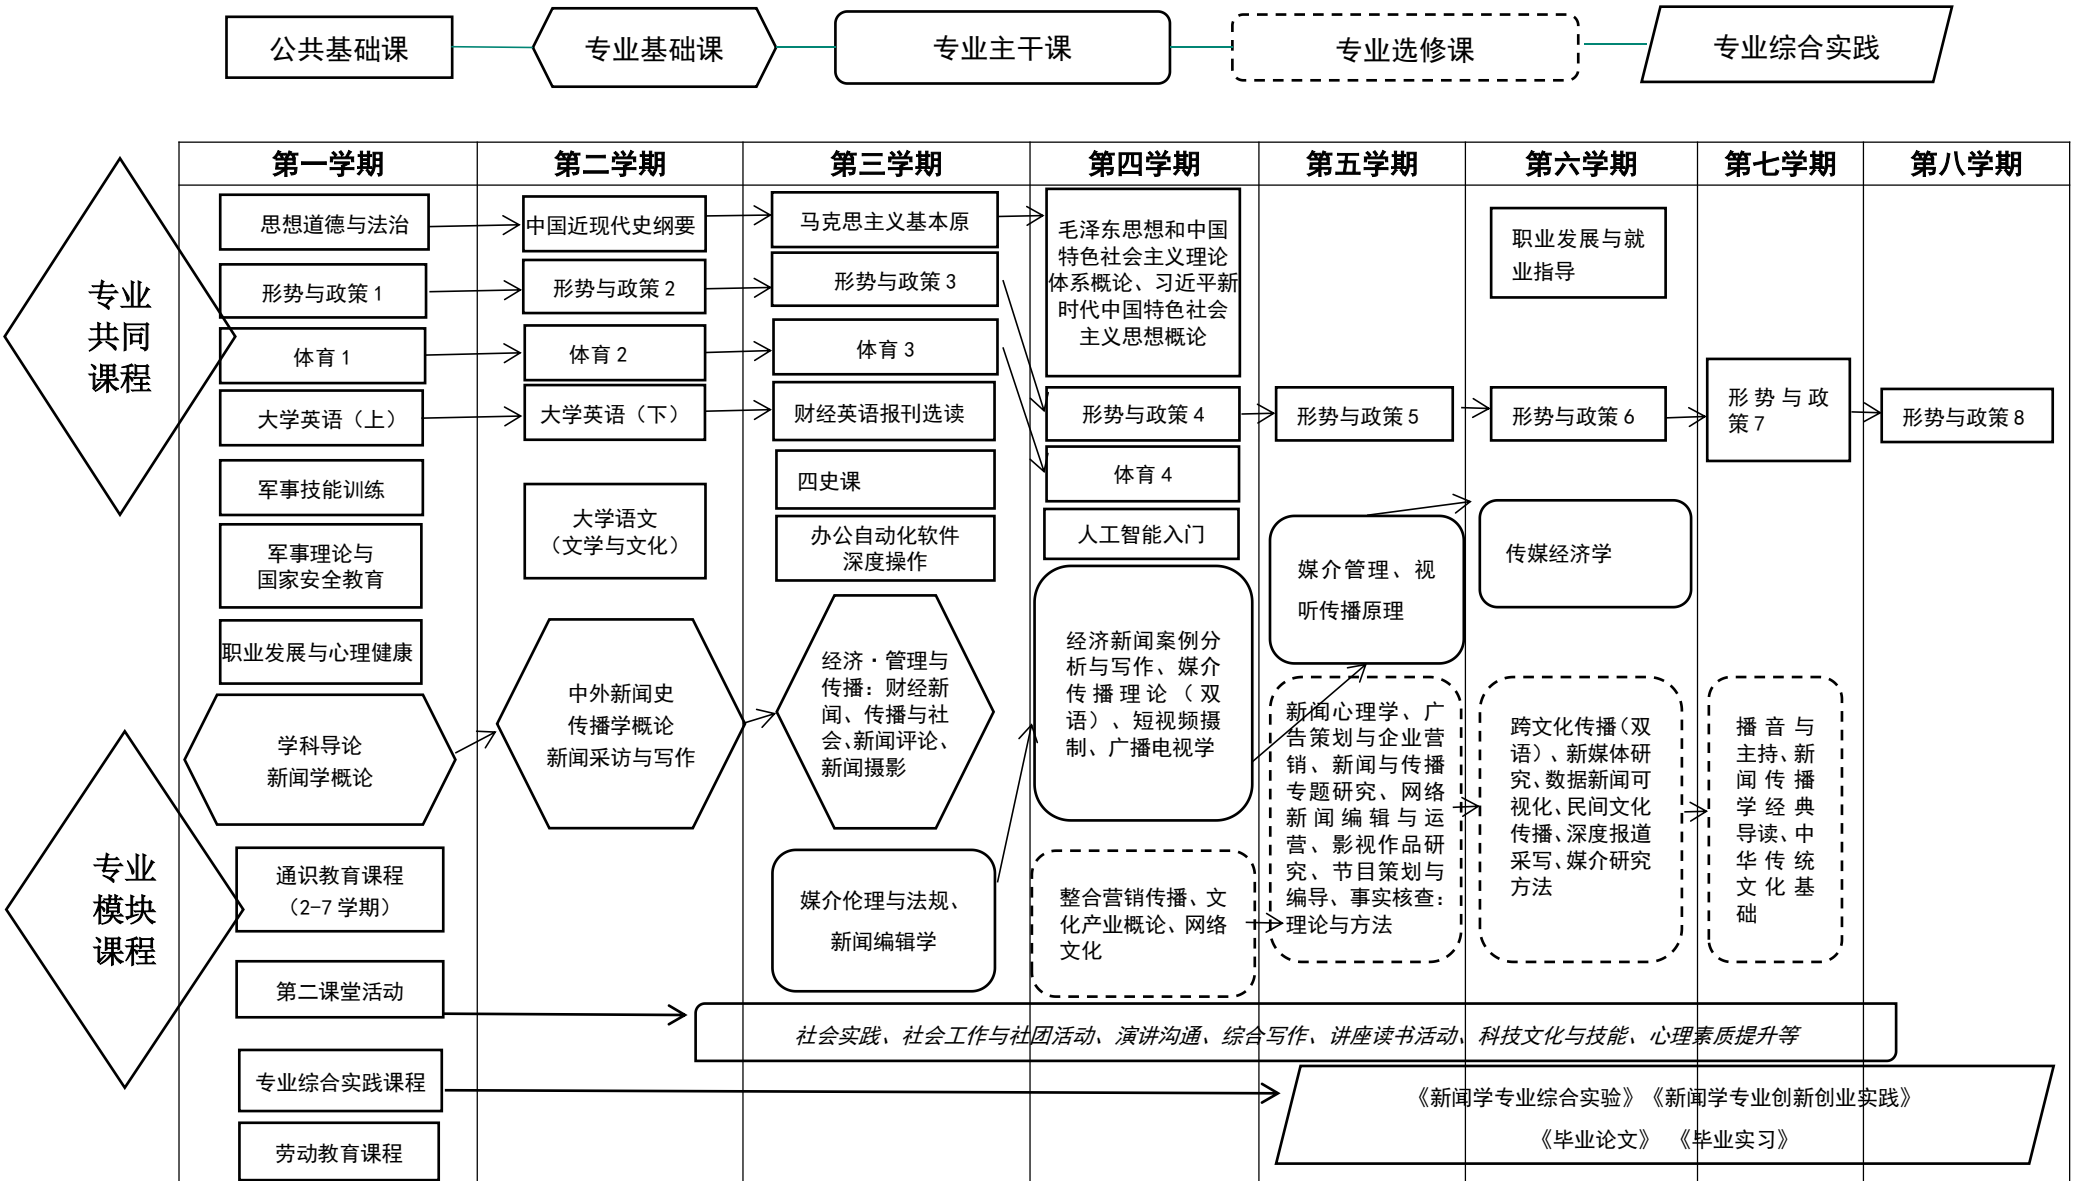 公共基础课
专业基础课
专业主干课
专业选修课
专业综合实践
第一学期
第二学期
第三学期
第四学期
第五学期
第六学期
第七学期
第八学期
专业
共同
课程
思想道德与法治
形势与政策1
体育1
大学英语（上）
军事技能训练
军事理论与
国家安全教育
职业发展与心理健康
中国近现代史纲要
形势与政策2
体育2
大学英语（下）
大学语文
（文学与文化）
马克思主义基本原
形势与政策3
体育3
财经英语报刊选读
四史课
办公自动化软件
深度操作
毛泽东思想和中国
特色社会主义理论
体系概论、习近平新
时代中国特色社会
主义思想概论
形势与政策4
体育4
人工智能入门
形势与政策5
职业发展与就
业指导
形势与政策6
形势与政
策7
形势与政策8
专业
模块
课程
学科导论
新闻学概论
中外新闻史
传播学概论
新闻采访与写作
经济·管理与
传播：财经新
闻、传播与社
会、新闻评论、
新闻摄影
媒介伦理与法规、
新闻编辑学
经济新闻案例分
析与写作、媒介
传播理论（双
语）、短视频摄
制、广播电视学
整合营销传播、文
化产业概论、网络
文化
媒介管理、视
听传播原理
新闻心理学、广
告策划与企业营
销、新闻与传播
专题研究、网络
新闻编辑与运
营、影视作品研
究、节目策划与
编导、事实核查：
理论与方法
传媒经济学
跨文化传播（双
语）、新媒体研
究、数据新闻可
视化、民间文化
传播、深度报道
采写、媒介研究
方法
播音与
主持、新
闻传播
学经典
导读、中
华传统
文化基
础
通识教育课程
（2-7学期）
第二课堂活动
社会实践、社会工作与社团活动、演讲沟通、综合写作、讲座读书活动、科技文化与技能、心理素质提升等
专业综合实践课程
《新闻学专业综合实验》《新闻学专业创新创业实践》
《毕业论文》 《毕业实习》
劳动教育课程